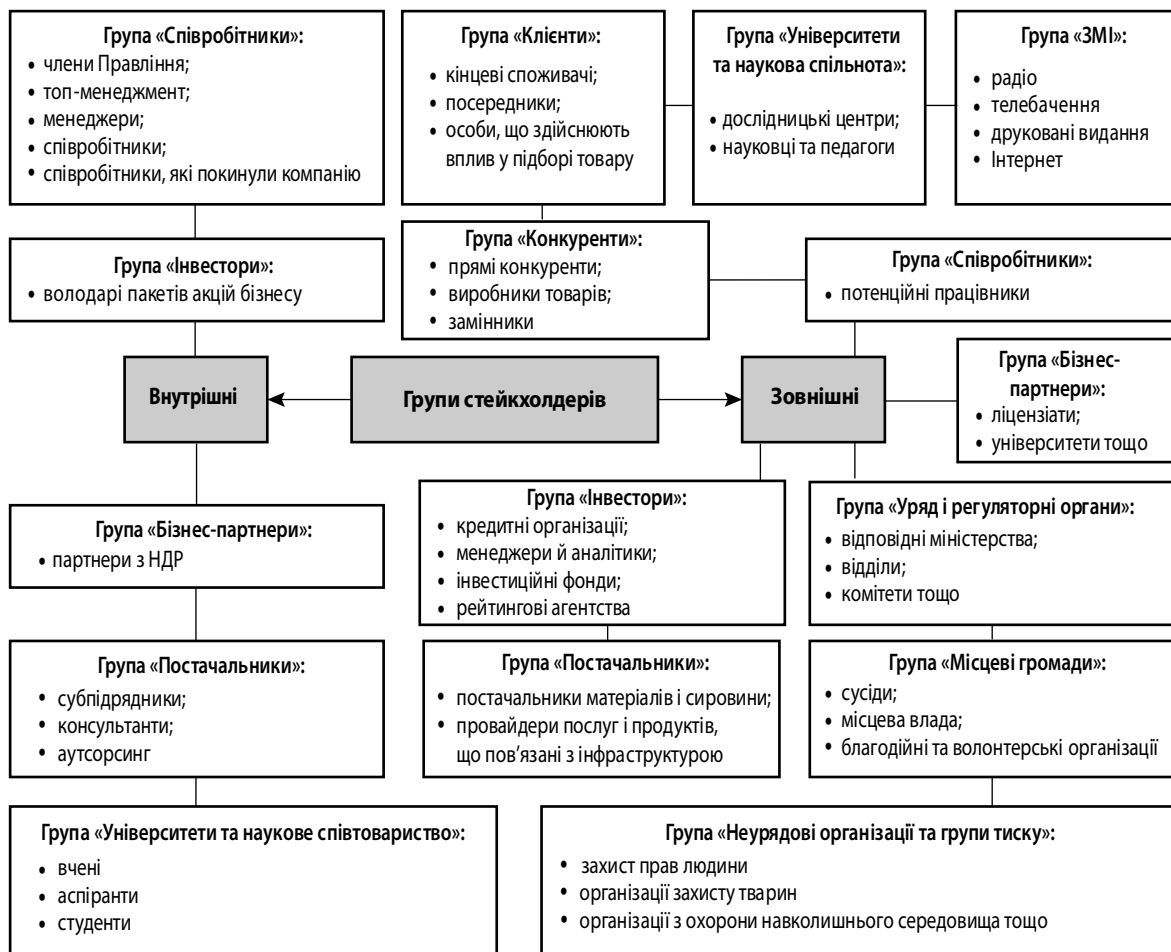 Група «Співробітники»:
• члени Правління;
• топ-менеджмент;
• менеджери;
• співробітники;
• співробітники, які покинули компанію
Група «Клієнти»:
• кінцеві споживачі;
• посередники;
• особи, що здійснюють
вплив у підборі товару
Група «Університети
та наукова спільнота»:
• дослідницькі центри;
• науковці та педагоги
Група «ЗМІ»:
• радіо
• телебачення
• друковані видання
• Інтернет
Група «Інвестори»:
• володарі пакетів акцій бізнесу
Група «Конкуренти»:
• прямі конкуренти;
• виробники товарів;
• замінники
Група «Співробітники»:
• потенційні працівники
Внутрішні
Групи стейкхолдерів
Зовнішні
Група «Бізнес-
партнери»:
• ліцензіати;
• університети тощо
Група «Бізнес-партнери»:
• партнери з НДР
Група «Інвестори»:
• кредитні організації;
• менеджери й аналітики;
• інвестиційні фонди;
• рейтингові агентства
Група «Уряд і регуляторні органи»:
• відповідні міністерства;
• відділи;
• комітети тощо
Група «Постачальники»:
• субпідрядники;
• консультанти;
• аутсорсинг
Група «Постачальники»:
• постачальники матеріалів і сировини;
• провайдери послуг і продуктів,
що пов’язані з інфраструктурою
Група «Місцеві громади»:
• сусіди;
• місцева влада;
• благодійні та волонтерські організації
Група «Університети та наукове співтовариство»:
• вчені
• аспіранти
• студенти
Група «Неурядові організації та групи тиску»:
• захист прав людини
• організації захисту тварин
• організації з охорони навколишнього середовища тощо